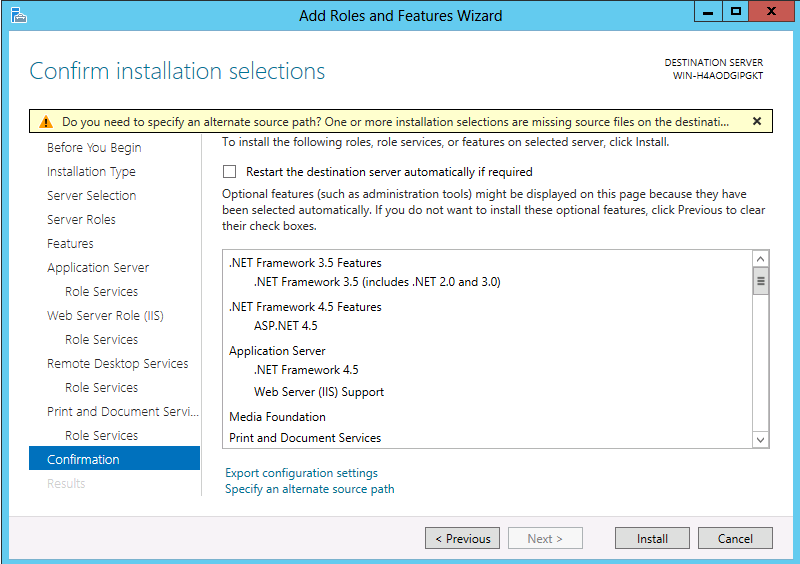 Add Roles and Features Wizard
Confirm installation selections
DESTINATION SERVER
WIN-H4AODGIPGKT
Do you need to specify an alternate source path? One or more installation selections are missing source files on the destinati...
Before You Begin
Installation Type
Server Selection
Server Roles
Features
Application Server
Role Services
Web Server Role (IIS)
Role Services
Remote Desktop Services
Role Services
Print and Document Servi...
Role Services
Confirmation
Results
To install the following roles, role services, or features on selected server, click Install.
Restart the destination server automatically if required
Optional features (such as administration tools) might be displayed on this page because they have
been selected automatically. If you do not want to install these optional features, click Previous to clear
their check boxes.
.NET Framework 3.5 Features
.NET Framework 3.5 (includes .NET 2.0 and 3.0)
.NET Framework 4.5 Features
ASP.NET 4.5
Application Server
.NET Framework 4.5
Web Server (IIS) Support
Media Foundation
Print and Document Services
Export configuration settings
Specify an alternate source path
< Previous
Next >
Install
Cancel